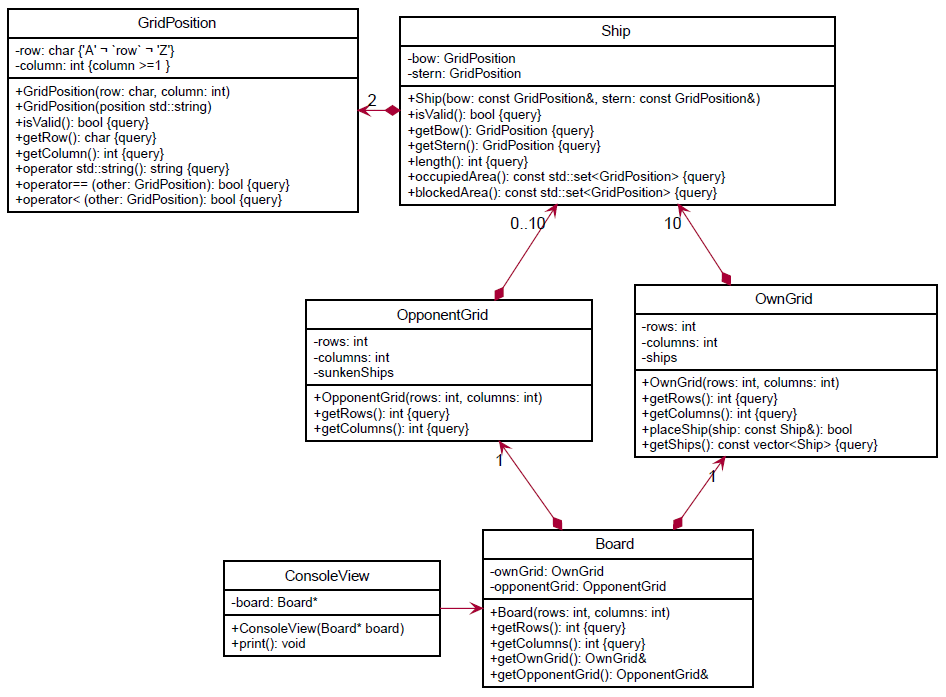 GridPosition
-row: char {'A' ¬ `row` ¬ 'Z'}
-column: int {column >=1 }
+GridPosition(row: char, column: int)
+GridPosition(position std::string)
+isValid(): bool {query}
+getRow(): char {query}
+getColumn(): int {query}
+operator std::string(): string {query}
+operator== (other: GridPosition): bool {query}
+operator< (other: GridPosition): bool {query}
2
Ship
-bow: GridPosition
-stern: GridPosition
+Ship(bow: const GridPosition&, stern: const GridPosition&)
+isValid(): bool {query}
+getBow(): GridPosition {query}
+getStern(): GridPosition {query}
+length(): int {query}
+occupiedArea(): const std::set<GridPosition> {query}
+blockedArea(): const std::set<GridPosition> {query}
0..10
10
OpponentGrid
-rows: int
-columns: int
-sunkenShips
+OpponentGrid(rows: int, columns: int)
+getRows(): int {query}
+getColumns(): int {query}
OwnGrid
-rows: int
-columns: int
-ships
+OwnGrid(rows: int, columns: int)
+getRows(): int {query}
+getColumns(): int {query}
+placeShip(ship: const Ship&): bool
+getShips(): const vector<Ship> {query}
1
1
ConsoleView
-board: Board*
+ConsoleView(Board* board)
+print(): void
Board
-ownGrid: OwnGrid
-opponentGrid: OpponentGrid
+Board(rows: int, columns: int)
+getRows(): int {query}
+getColumns(): int {query}
+getOwnGrid(): OwnGrid&
+getOpponentGrid(): OpponentGrid&